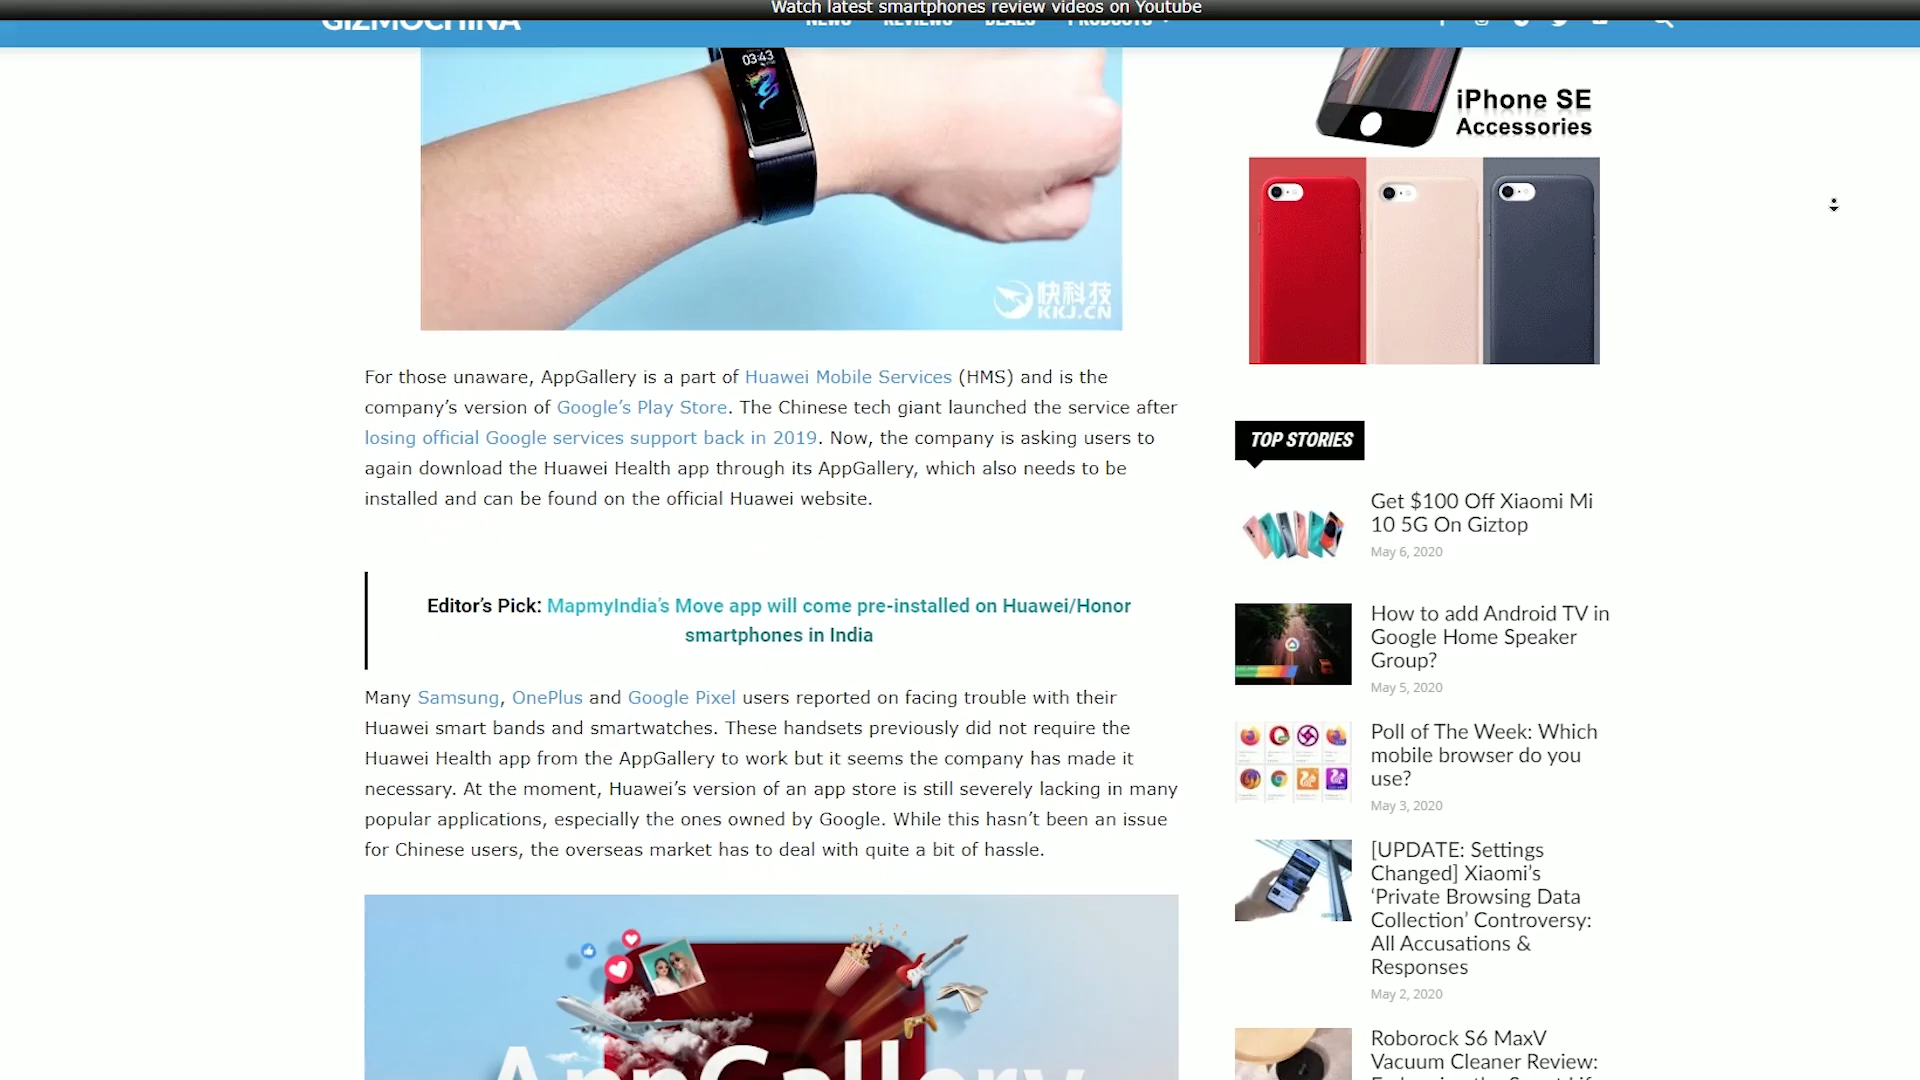 Watch latest smartphones review videos on Youtube
GIZMOCHINA
NEWS REVIEWS DEALS PRODUCTS
03:43
快科技
KKJ.CN
For those unaware, AppGallery is a part of Huawei Mobile Services (HMS) and is the
company’s version of Google’s Play Store. The Chinese tech giant launched the service after
losing official Google services support back in 2019. Now, the company is asking users to
again download the Huawei Health app through its AppGallery, which also needs to be
installed and can be found on the official Huawei website.
Editor’s Pick: MapmyIndia’s Move app will come pre-installed on Huawei/Honor
smartphones in India
Many Samsung, OnePlus and Google Pixel users reported on facing trouble with their
Huawei smart bands and smartwatches. These handsets previously did not require the
Huawei Health app from the AppGallery to work but it seems the company has made it
necessary. At the moment, Huawei’s version of an app store is still severely lacking in many
popular applications, especially the ones owned by Google. While this hasn’t been an issue
for Chinese users, the overseas market has to deal with quite a bit of hassle.
AppGallery
iPhone SE
Accessories
TOP STORIES
Get $100 Off Xiaomi Mi
10 5G On Giztop
May 6, 2020
How to add Android TV in
Google Home Speaker
Group?
May 5, 2020
Poll of The Week: Which
mobile browser do you
use?
May 3, 2020
[UPDATE: Settings
Changed] Xiaomi’s
‘Private Browsing Data
Collection’ Controversy:
All Accusations &
Responses
May 2, 2020
Roborock S6 MaxV
Vacuum Cleaner Review: